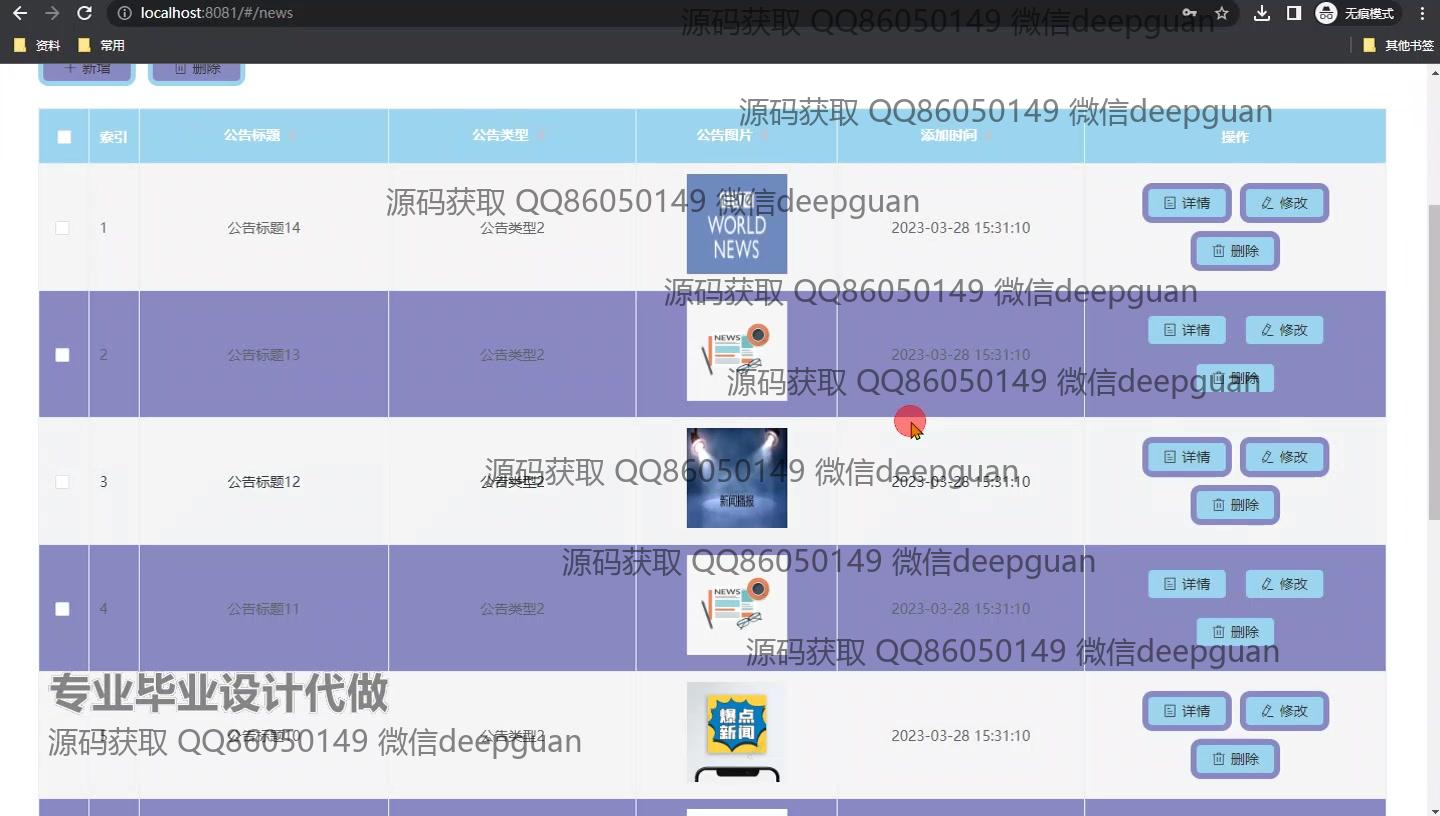 localhost:8081/#/news
无痕模式
资料
常用
其他书签
源码获取 QQ86050149 微信deepguan
新增
删除
源码获取 QQ86050149 微信deepguan
索引
公告标题
公告类型
公告图片
添加时间
操作
源码获取 QQ86050149 微信deepguan
1
公告标题14
公告类型2
WORLD
NEWS
2023-03-28 15:31:10
详情
修改
删除
源码获取 QQ86050149 微信deepguan
2
公告标题13
公告类型2
NEWS
2023-03-28 15:31:10
详情
修改
删除
源码获取 QQ86050149 微信deepguan
3
公告标题12
公告类型2
新闻播报
2023-03-28 15:31:10
详情
修改
删除
源码获取 QQ86050149 微信deepguan
4
公告标题11
公告类型2
NEWS
2023-03-28 15:31:10
详情
修改
删除
源码获取 QQ86050149 微信deepguan
源码获取 QQ86050149 微信deepguan
专业毕业设计代做
5
公告标题10
公告类型2
爆点
新闻
2023-03-28 15:31:10
详情
修改
删除
源码获取 QQ86050149 微信deepguan